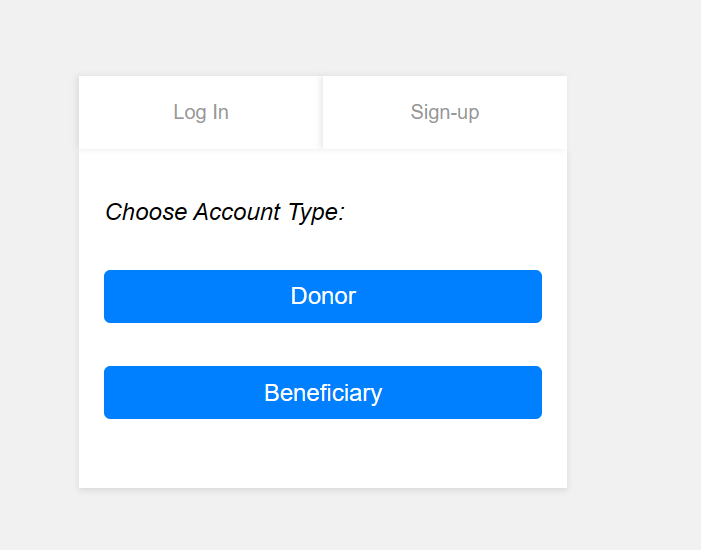 Log In
Sign-up
Choose Account Type:
Donor
Beneficiary